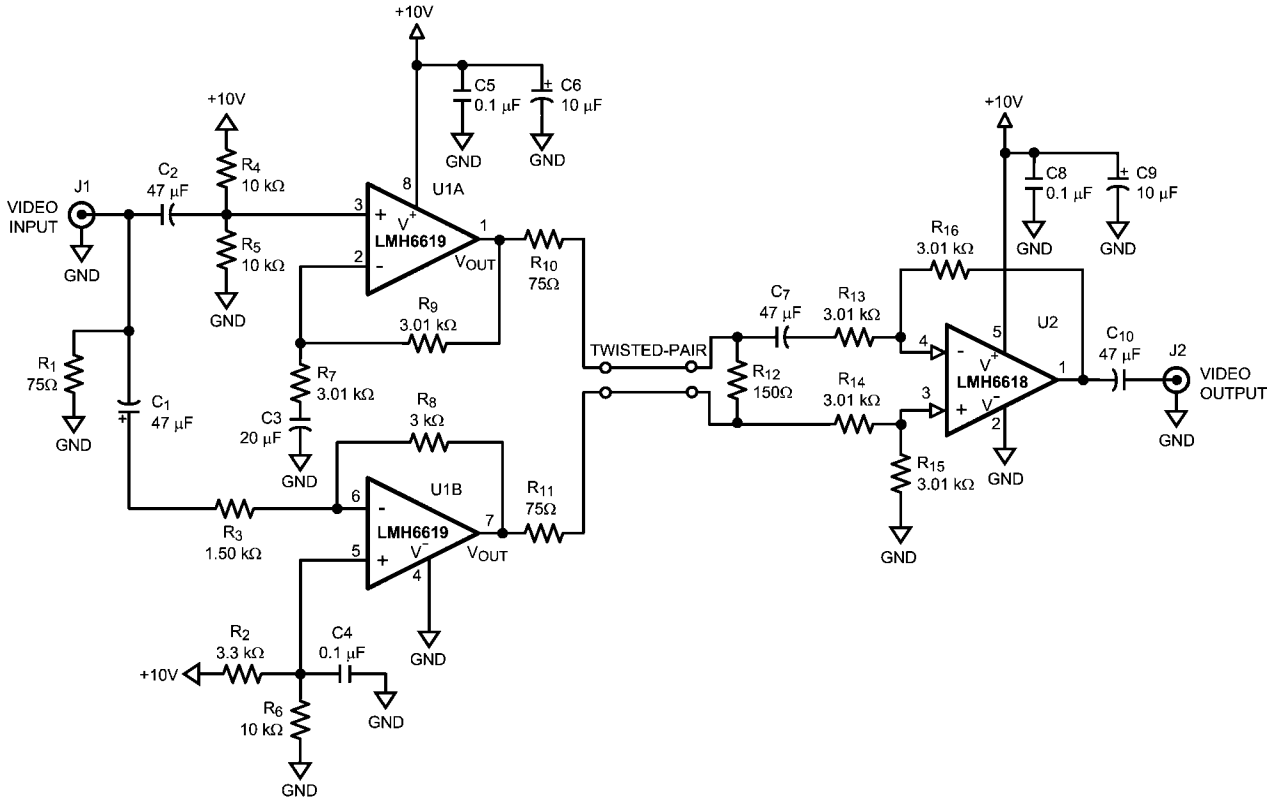 +10V
C5
0.1 µF
C6
10 µF
GND
GND
+10V
R4
10 kΩ
C2
47 µF
J1
VIDEO
INPUT
GND
R5
10 kΩ
GND
8
U1A
3
+
V+
1
LMH6619
2
-
VOUT
R10
75Ω
R9
3.01 kΩ
R1
75Ω
GND
C1
+
47 µF
R7
3.01 kΩ
C3
20 µF
GND
R8
3 kΩ
U1B
6
-
7
LMH6619
5
+
V-
4
VOUT
R11
75Ω
GND
R3
1.50 kΩ
R2
3.3 kΩ
C4
0.1 µF
+10V
GND
R6
10 kΩ
GND
TWISTED-PAIR
+10V
C8
0.1 µF
+
C9
10 µF
GND
GND
R16
3.01 kΩ
C7
47 µF
R13
3.01 kΩ
R12
150Ω
R14
3.01 kΩ
R15
3.01 kΩ
GND
5
U2
4
-
V+
1
LMH6618
3
+
V-
2
GND
C10
47 µF
J2
VIDEO
OUTPUT
GND